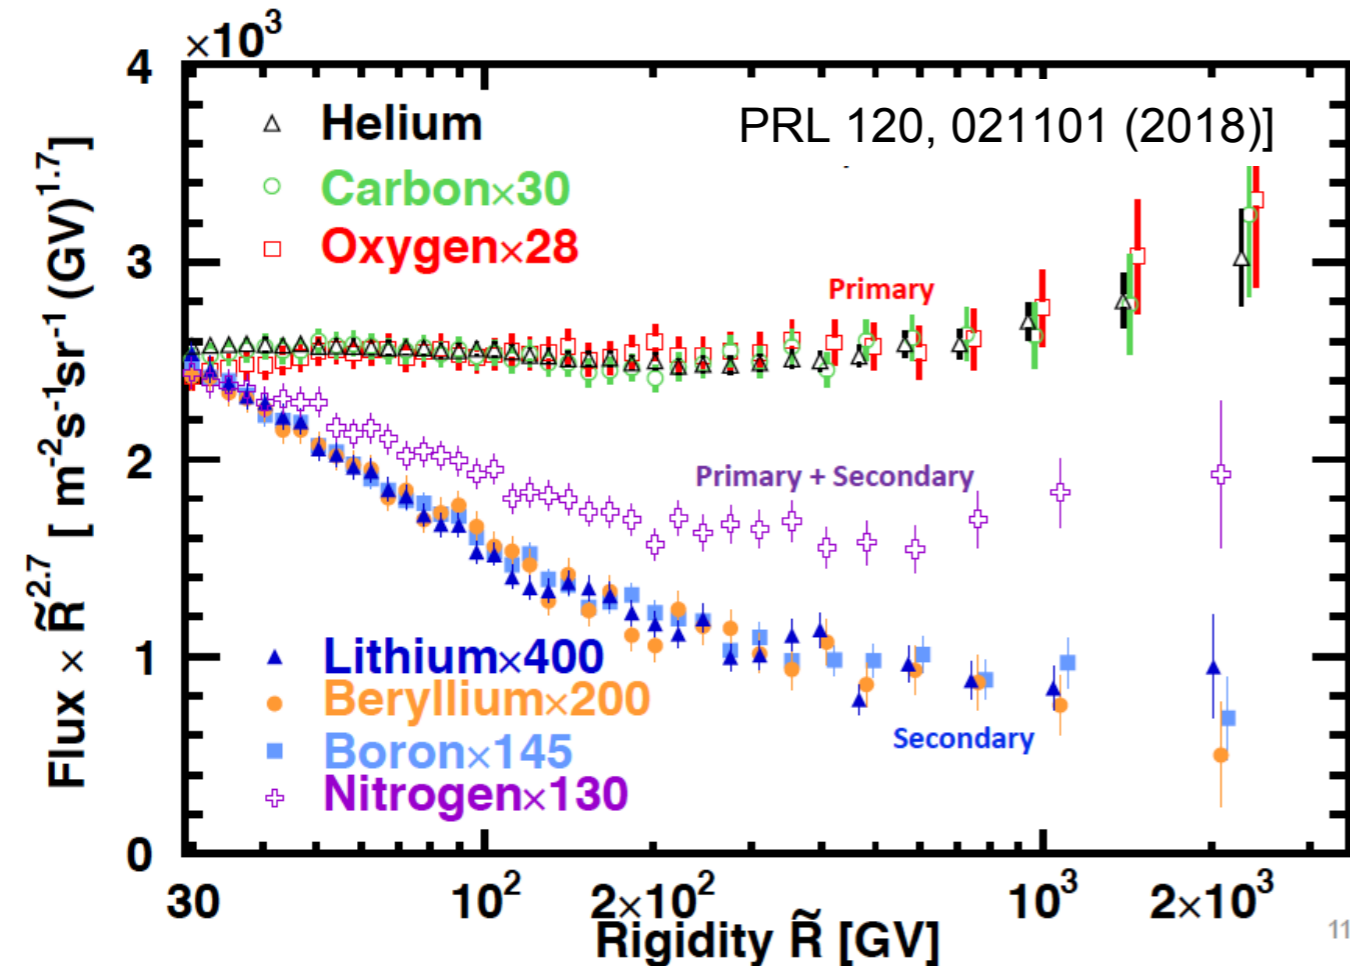 ×10³
4
3
2
1
0
Flux × R̃^2.7 [ m^-2s^-1sr^-1 (GV)^1.7 ]
Helium
Carbon×30
Oxygen×28
PRL 120, 021101 (2018)]
Primary
Primary + Secondary
Lithium×400
Beryllium×200
Boron×145
Nitrogen×130
Secondary
30
10²
2×10²
10³
2×10³
Rigidity R̃ [GV]
11